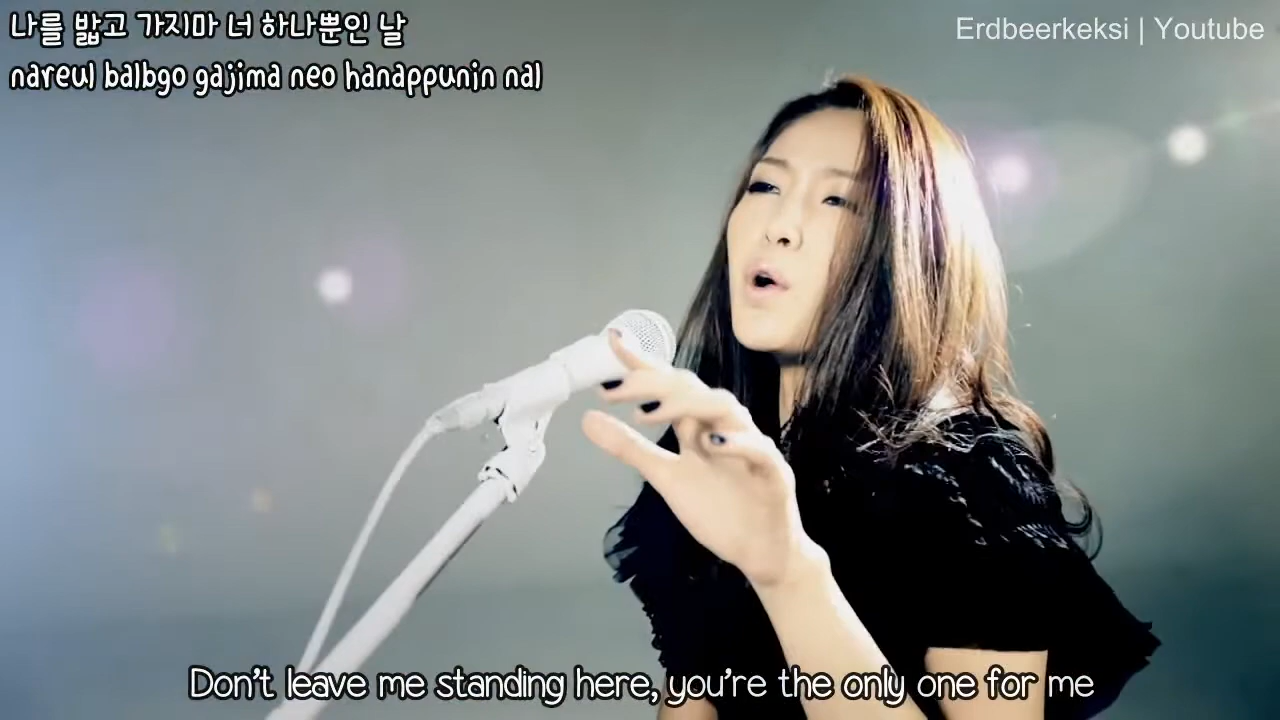 나를 밟고 가지마 너 하나뿐인 날
Erdbeerkeksi | Youtube
nareul balbgo gajima neo hanappunin nal
Don't leave me standing here, you're the only one for me